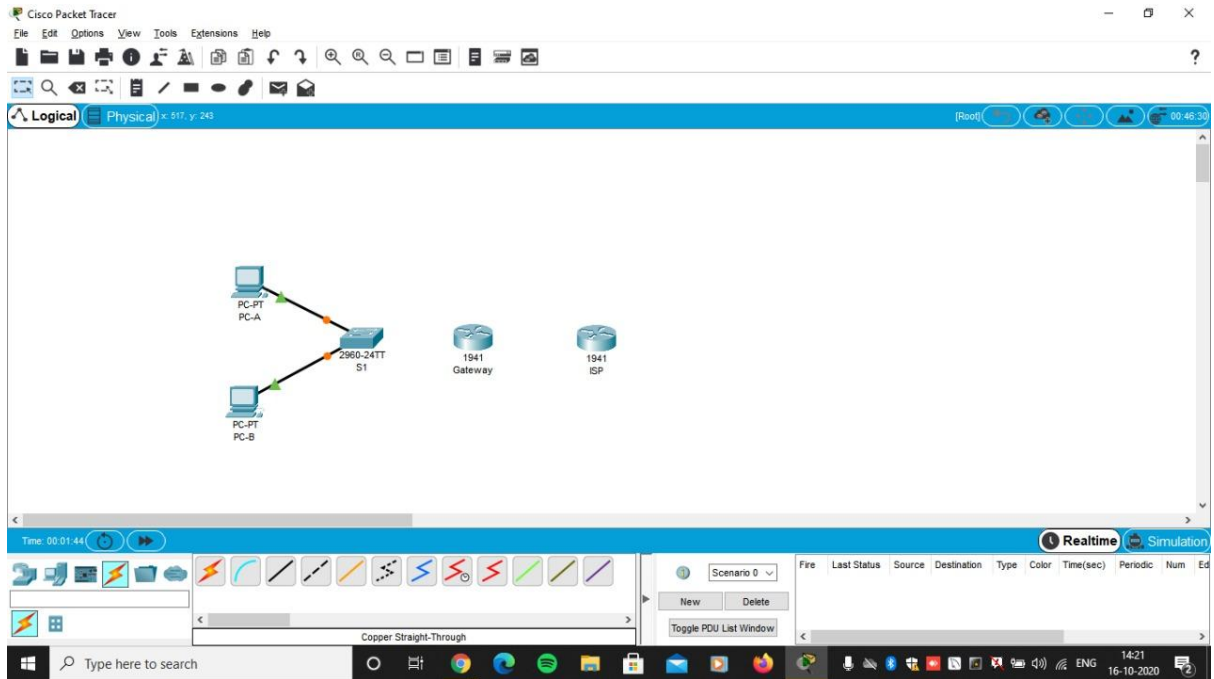 Cisco Packet Tracer
File Edit Options View Tools Extensions Help
?
Logical Physical x: 517, y: 243 [Root] 00:46:30
PC-PT
PC-A
2960-24TT
S1
1941
Gateway
1941
ISP
PC-PT
PC-B
Time: 00:01:44 Realtime Simulation
Scenario 0 Fire Last Status Source Destination Type Color Time(sec) Periodic Num Ed
New Delete
Toggle PDU List Window
Copper Straight-Through
Type here to search ENG 14:21
16-10-2020
2